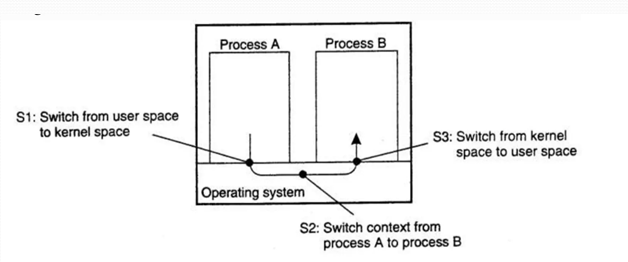 Process A
Process B
S1: Switch from user space
to kernel space
S3: Switch from kernel
space to user space
Operating system
S2: Switch context from
process A to process B